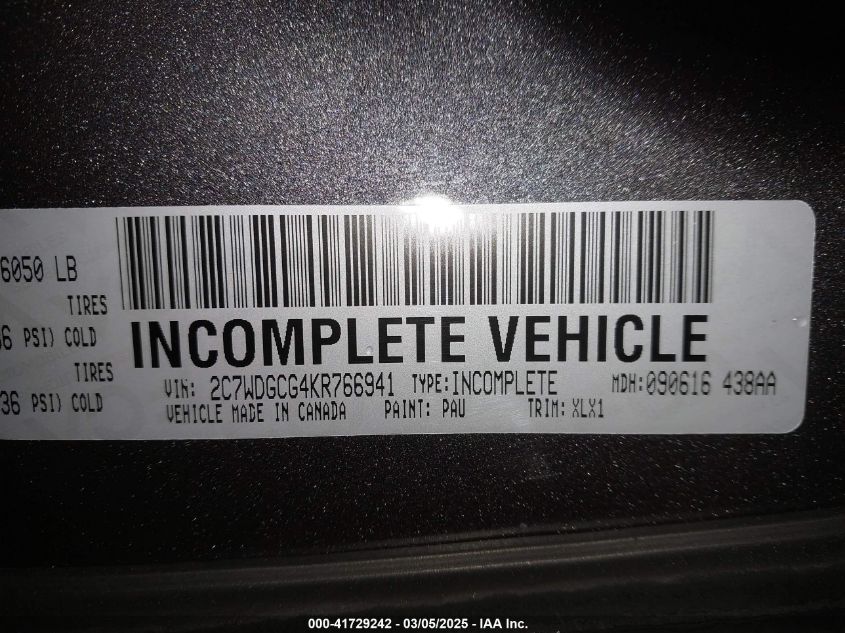 6050 LB
TIRES
36 PSI) COLD
TIRES
36 PSI) COLD
INCOMPLETE VEHICLE
VIN: 2C7WDGCG4KR766941 TYPE:INCOMPLETE MDH:090616 438AA
VEHICLE MADE IN CANADA PAINT: PAU TRIM: XLX1
000-41729242 - 03/05/2025 - IAA Inc.